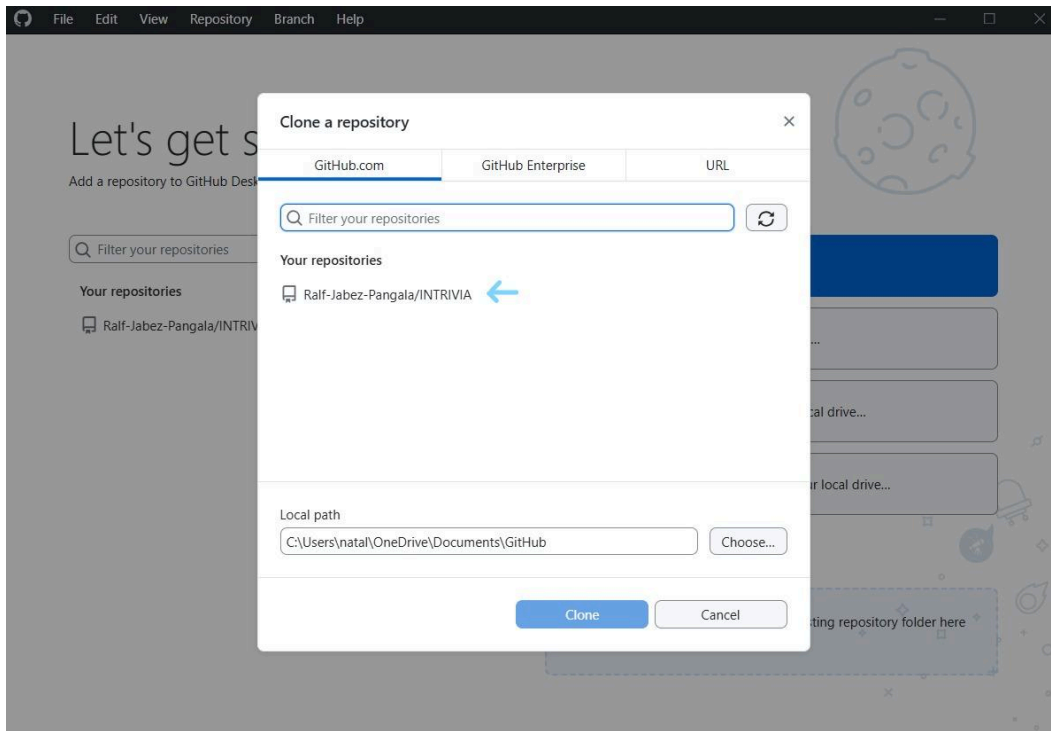 File Edit View Repository Branch Help
Let's get s
Add a repository to GitHub Desk
Filter your repositories
Your repositories
Ralf-Jabez-Pangala/INTRIV
Clone a repository
GitHub.com GitHub Enterprise URL
Filter your repositories
Your repositories
Ralf-Jabez-Pangala/INTRIVIA
Local path
C:\Users\natal\OneDrive\Documents\GitHub
Choose...
Clone Cancel
...
cal drive...
ur local drive...
ting repository folder here